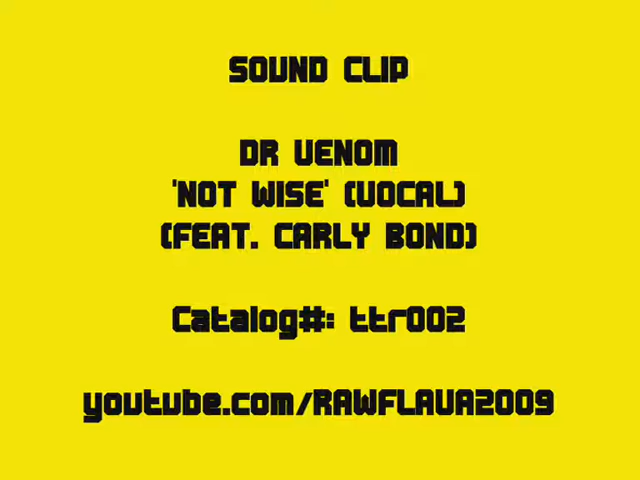 SOUND CLIP
DR VENOM
'NOT WISE' (VOCAL)
(FEAT. CARLY BOND)
Catalog#: ttr002
youtube.com/RAWFLAVA2009